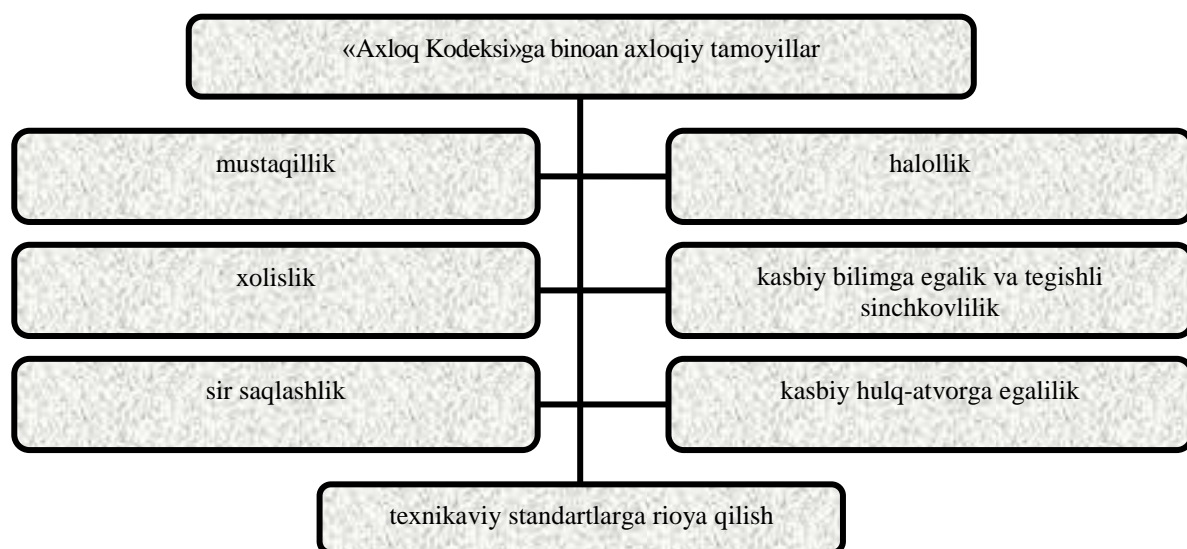 «Axloq Kodeksi»ga binoan axloqiy tamoyillar
mustaqillik
halollik
xolislik
kasbiy bilimga egalik va tegishli
sinchkovlilik
sir saqlashlik
kasbiy hulq-atvorga egalilik
texnikaviy standartlarga rioya qilish